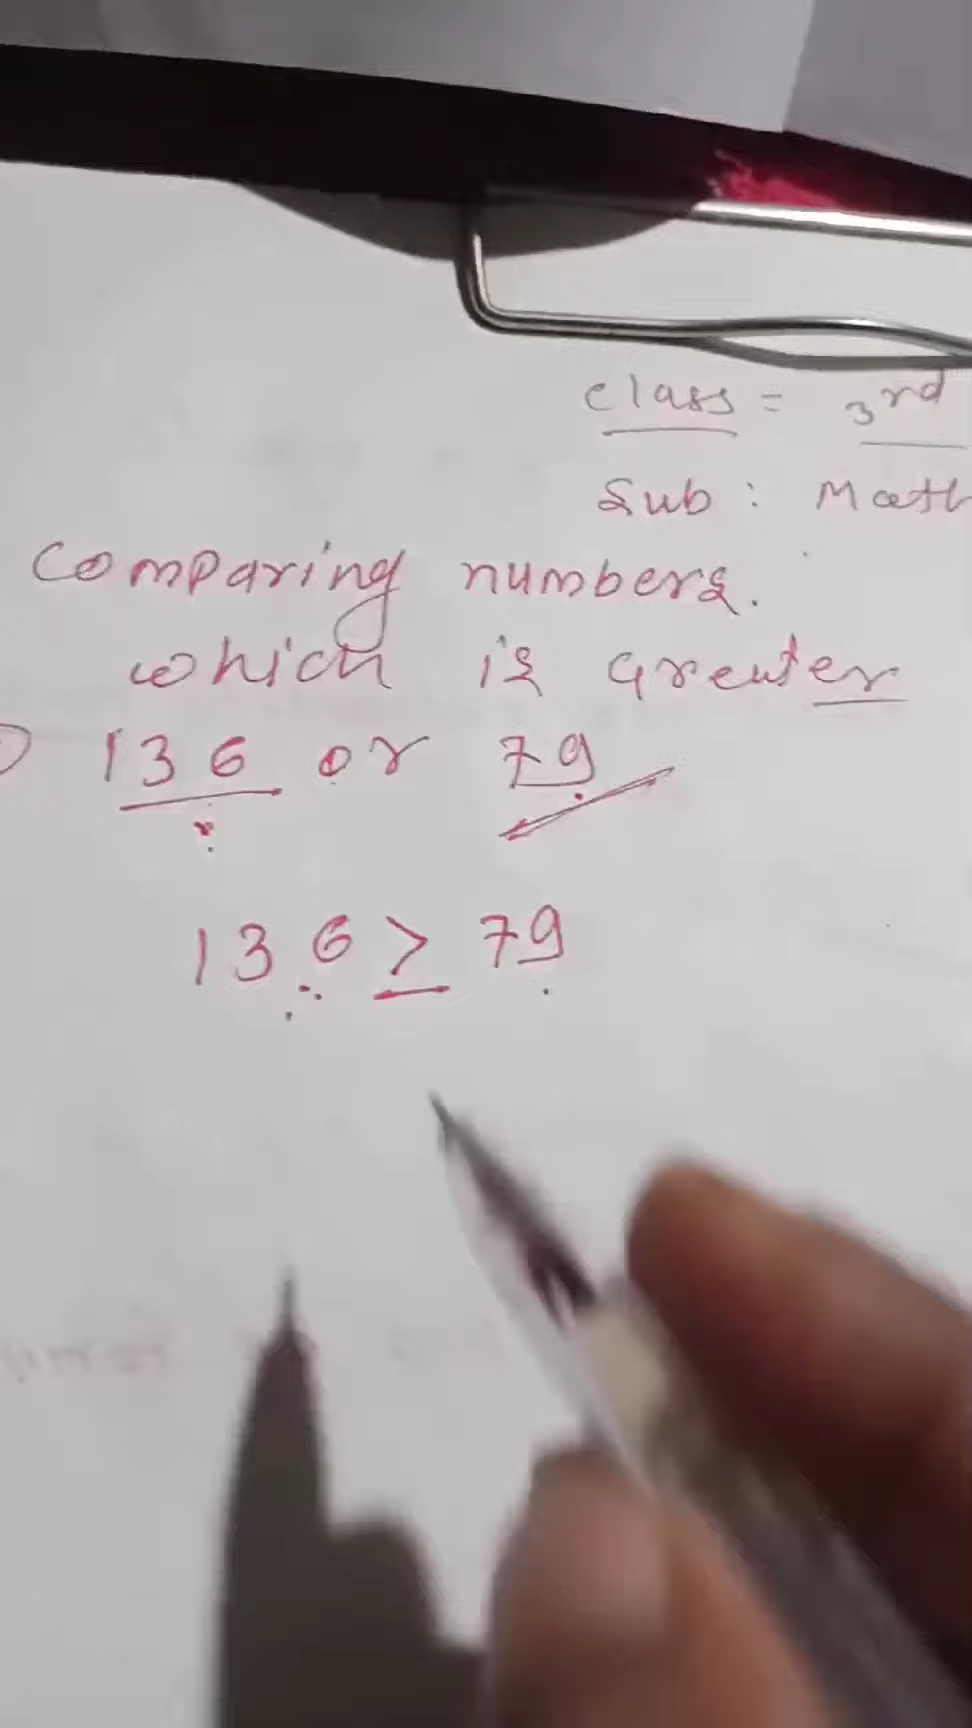 class = 3rd
Sub : Math
Comparing numbers.
which is Greater
136 or 79
136 > 79